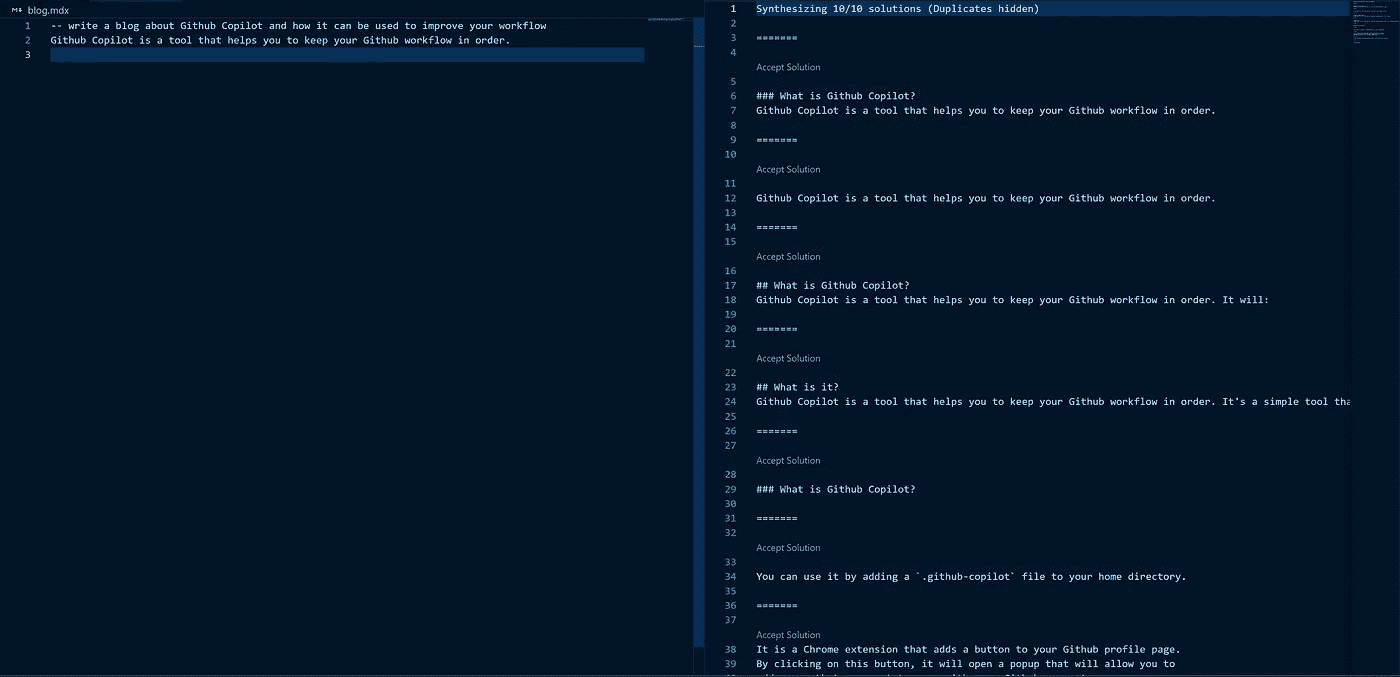 blog.mdx
1 -- write a blog about Github Copilot and how it can be used to improve your workflow
2 Github Copilot is a tool that helps you to keep your Github workflow in order.
3
1 Synthesizing 10/10 solutions (Duplicates hidden)
2
3 =======
4
Accept Solution
5
6 ### What is Github Copilot?
7 Github Copilot is a tool that helps you to keep your Github workflow in order.
8
9 =======
10
Accept Solution
11
12 Github Copilot is a tool that helps you to keep your Github workflow in order.
13
14 =======
15
Accept Solution
16
17 ## What is Github Copilot?
18 Github Copilot is a tool that helps you to keep your Github workflow in order. It will:
19
20 =======
21
Accept Solution
22
23 ## What is it?
24 Github Copilot is a tool that helps you to keep your Github workflow in order. It's a simple tool tha
25
26 =======
27
Accept Solution
28
29 ### What is Github Copilot?
30
31 =======
32
Accept Solution
33
34 You can use it by adding a `.github-copilot` file to your home directory.
35
36 =======
37
Accept Solution
38 It is a Chrome extension that adds a button to your Github profile page.
39 By clicking on this button, it will open a popup that will allow you to